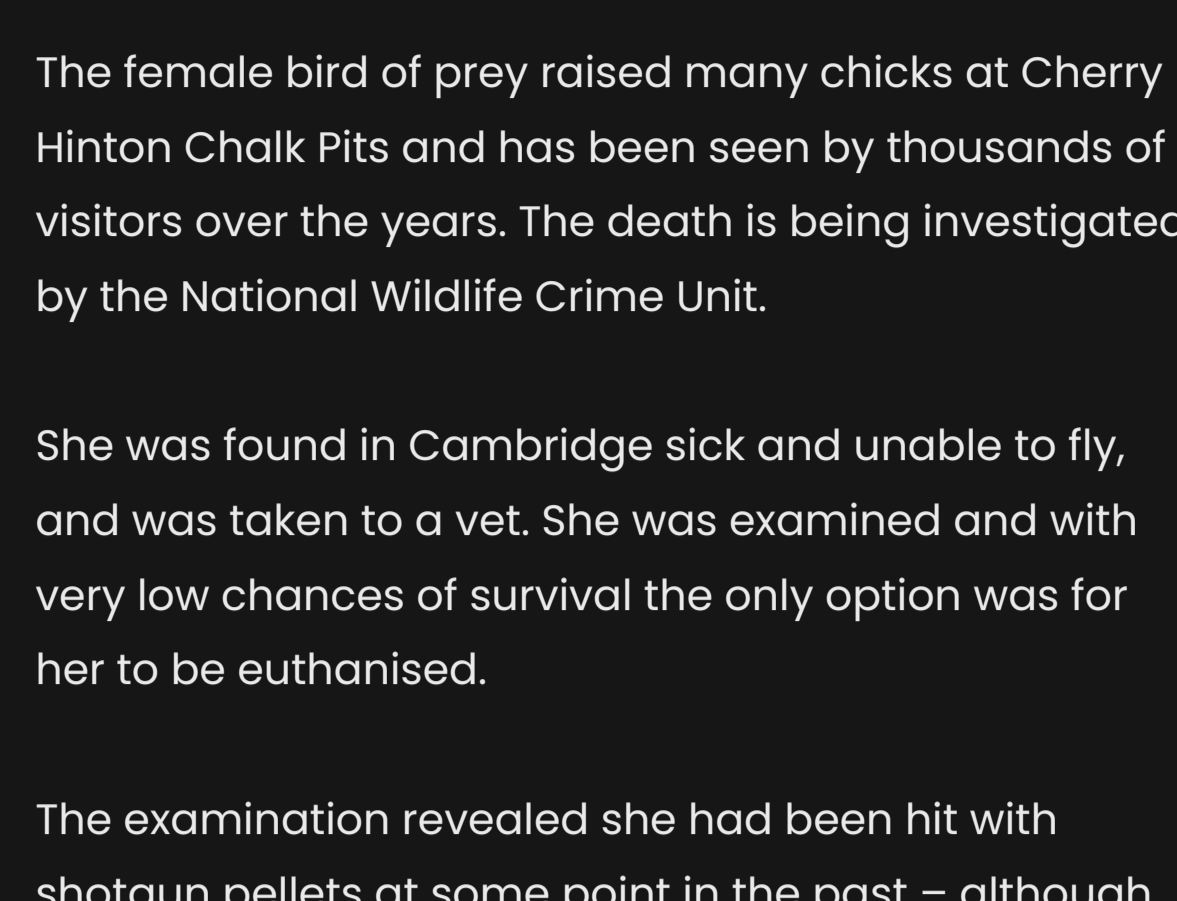 The female bird of prey raised many chicks at Cherry
Hinton Chalk Pits and has been seen by thousands of
visitors over the years. The death is being investigated
by the National Wildlife Crime Unit.
She was found in Cambridge sick and unable to fly,
and was taken to a vet. She was examined and with
very low chances of survival the only option was for
her to be euthanised.
The examination revealed she had been hit with
shotgun pellets at some point in the past – although